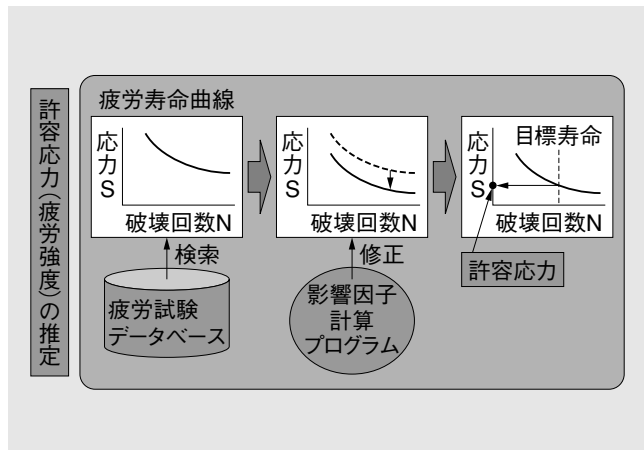 許容応力(疲労強度)の推定
疲労寿命曲線
応力S
破壊回数N
応力S
破壊回数N
目標寿命
応力S
破壊回数N
検索
修正
許容応力
疲労試験
データベース
影響因子
計算
プログラム